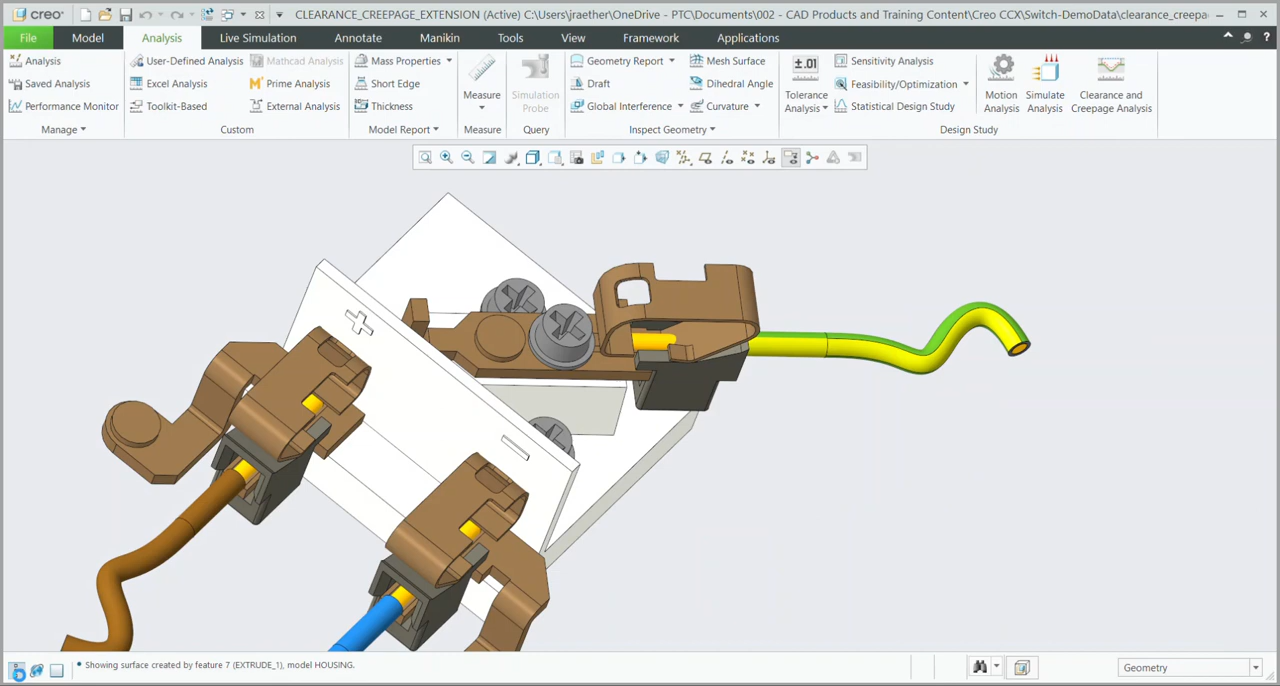 creo® CLEARANCE_CREEPAGE_EXTENSION (Active) C:\Users\jraether\OneDrive - PTC\Documents\002 - CAD Products and Training Content\Creo CCX\Switch-DemoData\clearance_creepa
File Model Analysis Live Simulation Annotate Manikin Tools View Framework Applications
Analysis User-Defined Analysis Mathcad Analysis Mass Properties Geometry Report Mesh Surface Sensitivity Analysis
Saved Analysis Excel Analysis Prime Analysis Short Edge Draft Dihedral Angle Feasibility/Optimization
Performance Monitor Toolkit-Based External Analysis Thickness Global Interference Curvature Statistical Design Study
Measure
Simulation
Probe
±.01
Tolerance
Analysis
Motion
Analysis
Simulate
Analysis
Clearance and
Creepage Analysis
Manage Custom Model Report Measure Query Inspect Geometry Design Study
• Showing surface created by feature 7 (EXTRUDE_1), model HOUSING.
Geometry